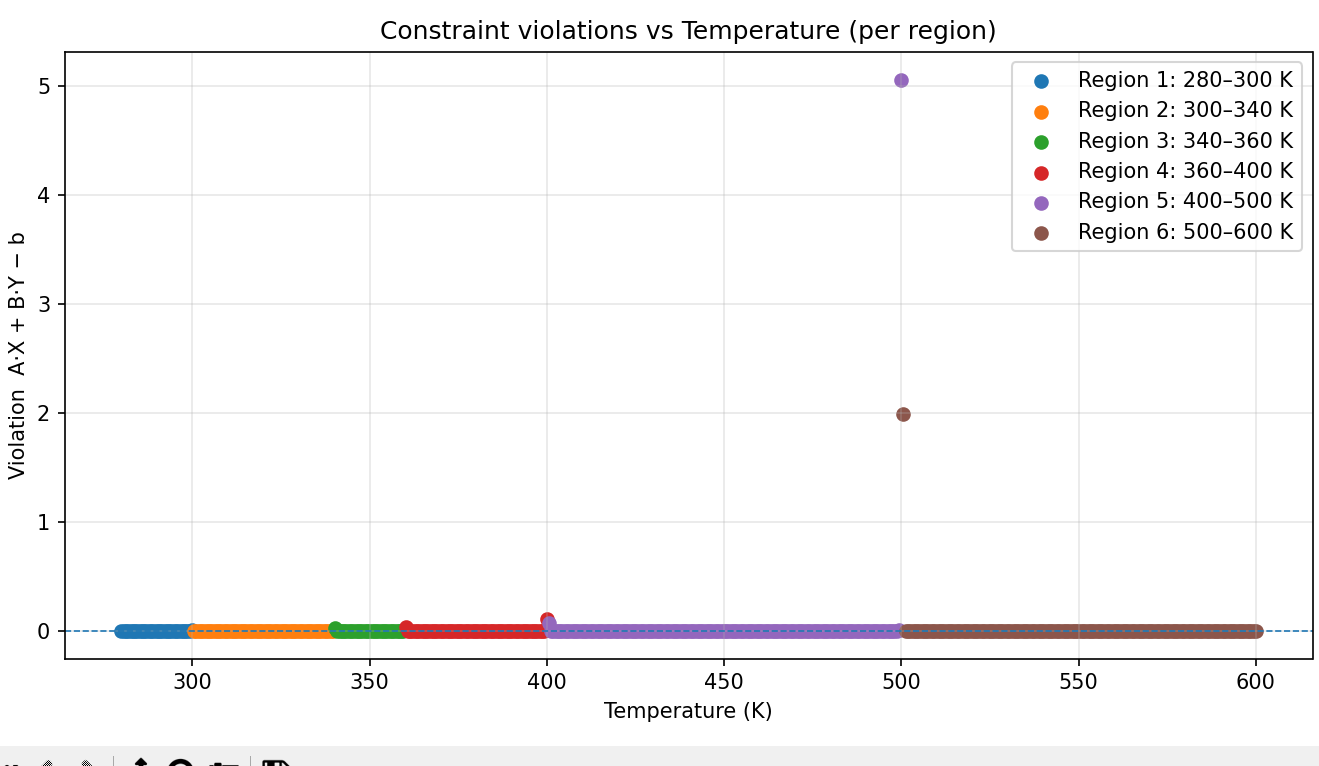 Constraint violations vs Temperature (per region)
Violation A·X + B·Y − b
5
4
3
2
1
0
Region 1: 280–300 K
Region 2: 300–340 K
Region 3: 340–360 K
Region 4: 360–400 K
Region 5: 400–500 K
Region 6: 500–600 K
300 350 400 450 500 550 600
Temperature (K)